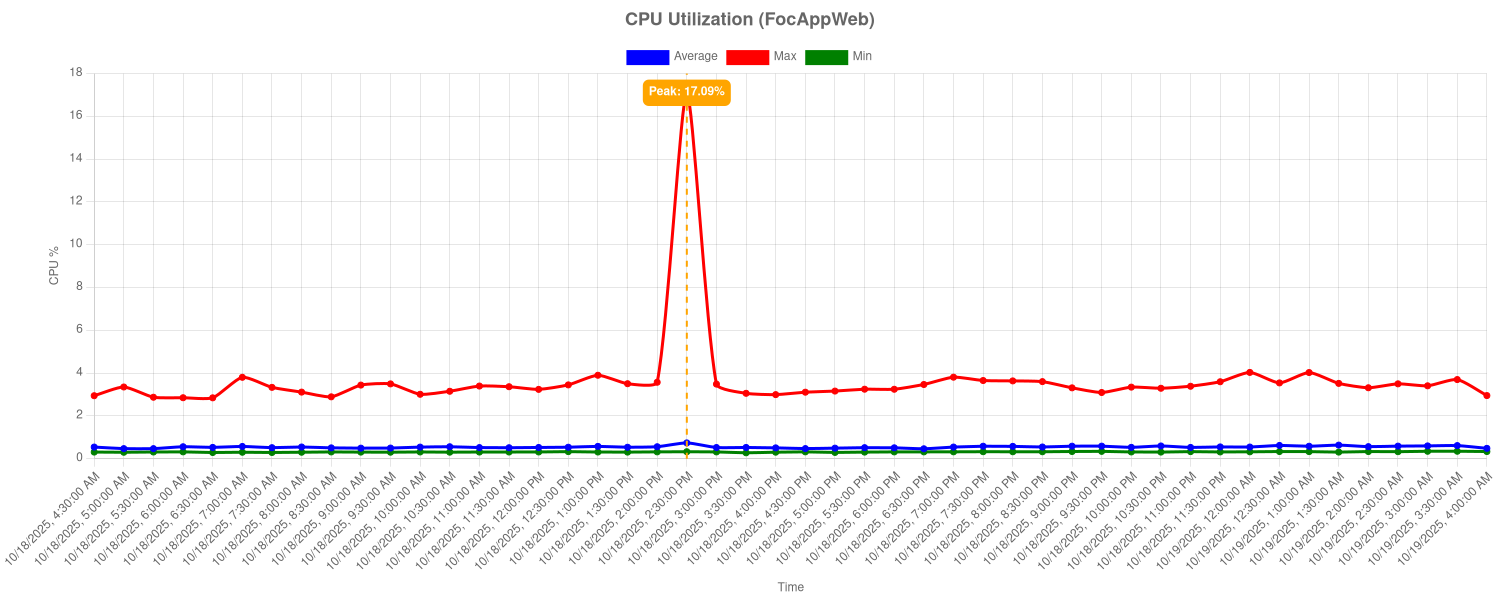 CPU Utilization (FocAppWeb)
Average Max Min
Peak: 17.09%
CPU %
18
16
14
12
10
8
6
4
2
0
10/18/2025, 4:30:00 AM
10/18/2025, 5:00:00 AM
10/18/2025, 5:30:00 AM
10/18/2025, 6:00:00 AM
10/18/2025, 6:30:00 AM
10/18/2025, 7:00:00 AM
10/18/2025, 7:30:00 AM
10/18/2025, 8:00:00 AM
10/18/2025, 8:30:00 AM
10/18/2025, 9:00:00 AM
10/18/2025, 9:30:00 AM
10/18/2025, 10:00:00 AM
10/18/2025, 10:30:00 AM
10/18/2025, 11:00:00 AM
10/18/2025, 11:30:00 AM
10/18/2025, 12:00:00 PM
10/18/2025, 12:30:00 PM
10/18/2025, 1:00:00 PM
10/18/2025, 1:30:00 PM
10/18/2025, 2:00:00 PM
10/18/2025, 2:30:00 PM
10/18/2025, 3:00:00 PM
10/18/2025, 3:30:00 PM
10/18/2025, 4:00:00 PM
10/18/2025, 4:30:00 PM
10/18/2025, 5:00:00 PM
10/18/2025, 5:30:00 PM
10/18/2025, 6:00:00 PM
10/18/2025, 6:30:00 PM
10/18/2025, 7:00:00 PM
10/18/2025, 7:30:00 PM
10/18/2025, 8:00:00 PM
10/18/2025, 8:30:00 PM
10/18/2025, 9:00:00 PM
10/18/2025, 9:30:00 PM
10/18/2025, 10:00:00 PM
10/18/2025, 10:30:00 PM
10/18/2025, 11:00:00 PM
10/18/2025, 11:30:00 PM
10/19/2025, 12:00:00 AM
10/19/2025, 12:30:00 AM
10/19/2025, 1:00:00 AM
10/19/2025, 1:30:00 AM
10/19/2025, 2:00:00 AM
10/19/2025, 2:30:00 AM
10/19/2025, 3:00:00 AM
10/19/2025, 3:30:00 AM
10/19/2025, 4:00:00 AM
Time